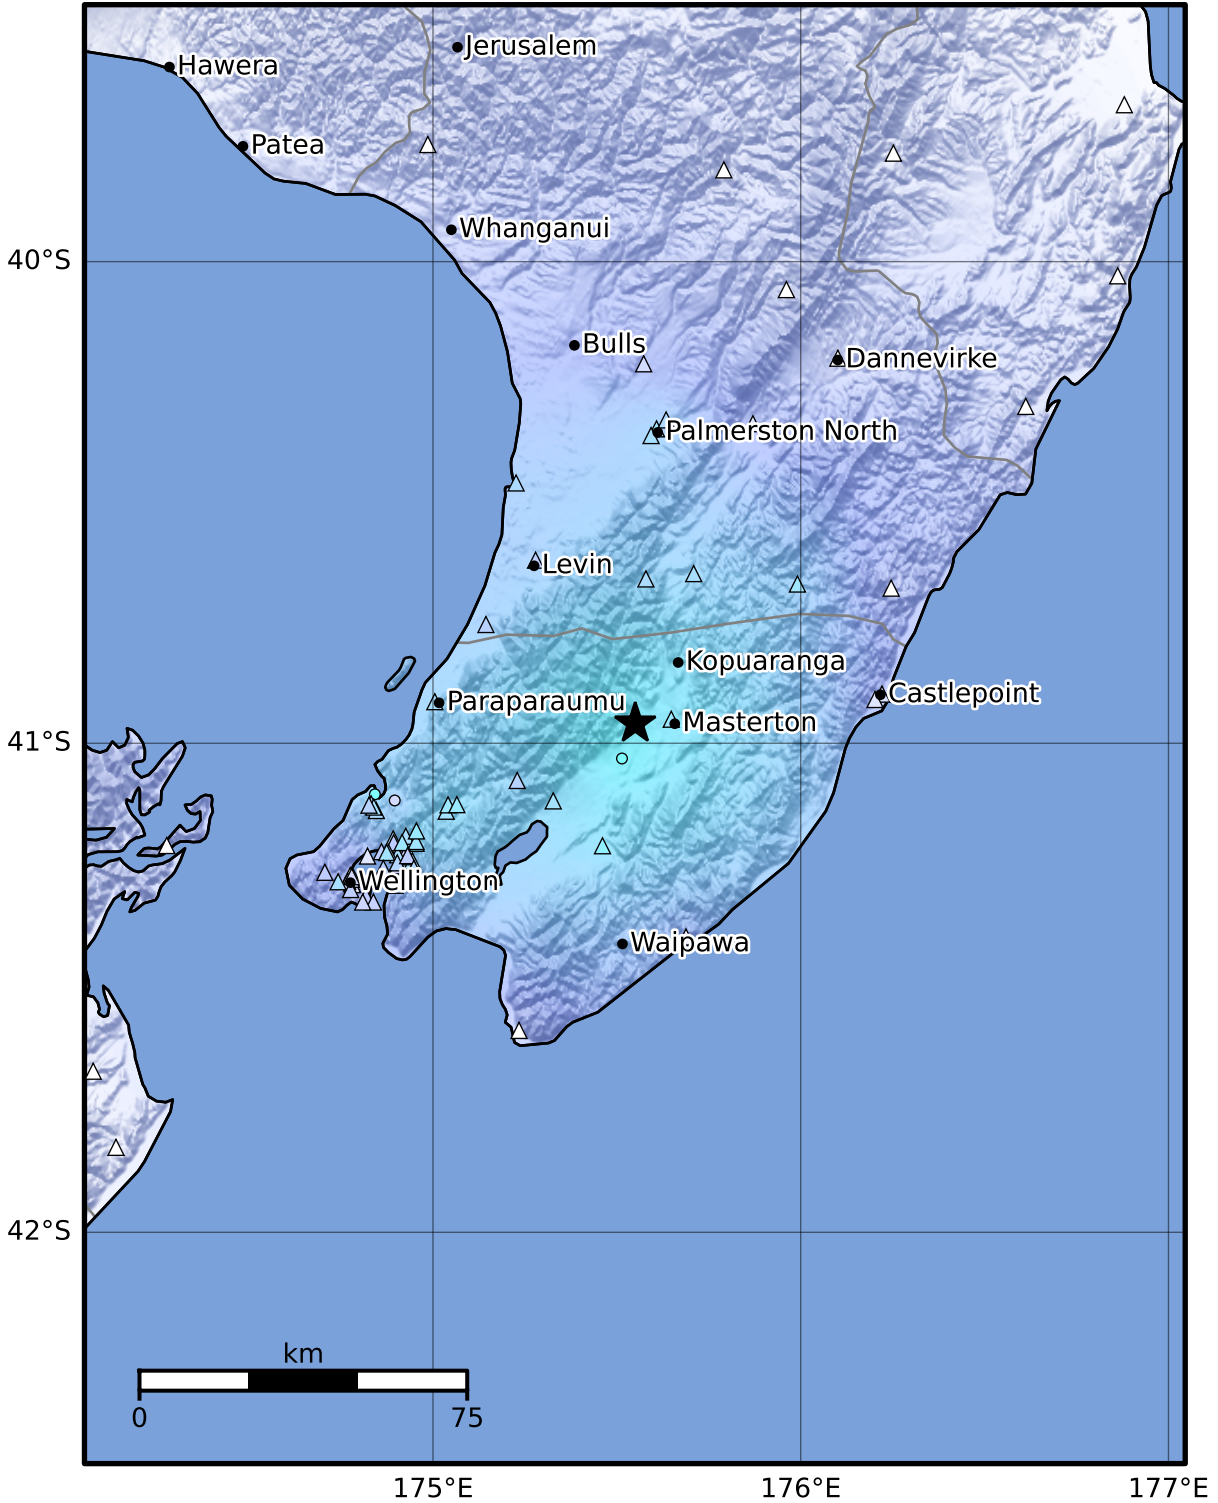 Jerusalem
Hawera
Patea
Whanganui
40°S
Bulls
Dannevirke
Palmerston North
Levin
Kopuaranga
Castlepoint
Paraparaumu
Masterton
41°S
Wellington
Waipawa
42°S
km
0 75
175°E 176°E 177°E